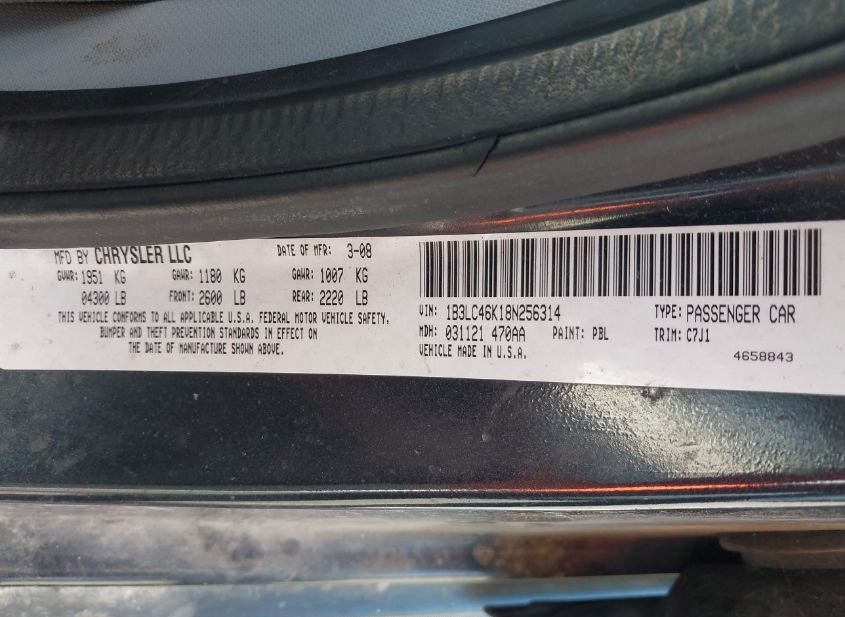 MFD BY CHRYSLER LLC DATE OF MFR: 3-08
GVWR: 1951 KG GAWR: 1180 KG GAWR: 1007 KG
04300 LB FRONT: 2600 LB REAR: 2220 LB
THIS VEHICLE CONFORMS TO ALL APPLICABLE U.S.A. FEDERAL MOTOR VEHICLE SAFETY,
BUMPER AND THEFT PREVENTION STANDARDS IN EFFECT ON
THE DATE OF MANUFACTURE SHOWN ABOVE.
VIN: 1B3LC46K18N256314 TYPE: PASSENGER CAR
MDH: 031121 470AA PAINT: PBL TRIM: C7J1
VEHICLE MADE IN U.S.A. 4658843